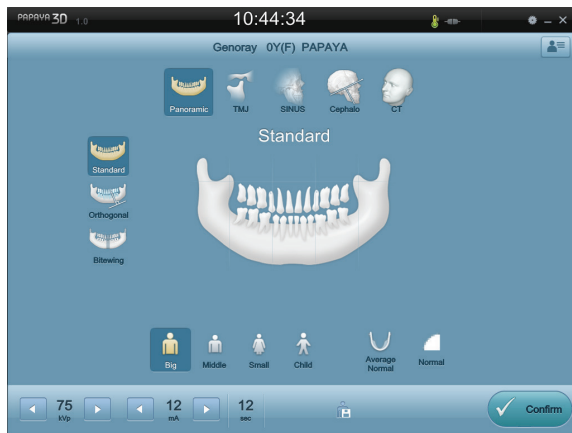 PAPAYA 3D 1.0
10:44:34
Genoray 0Y(F) PAPAYA
Panoramic
TMJ
SINUS
Cephalo
CT
Standard
Standard
Orthogonal
Bitewing
Big
Middle
Small
Child
Average
Normal
Normal
75
kVp
12
mA
12
sec
Confirm